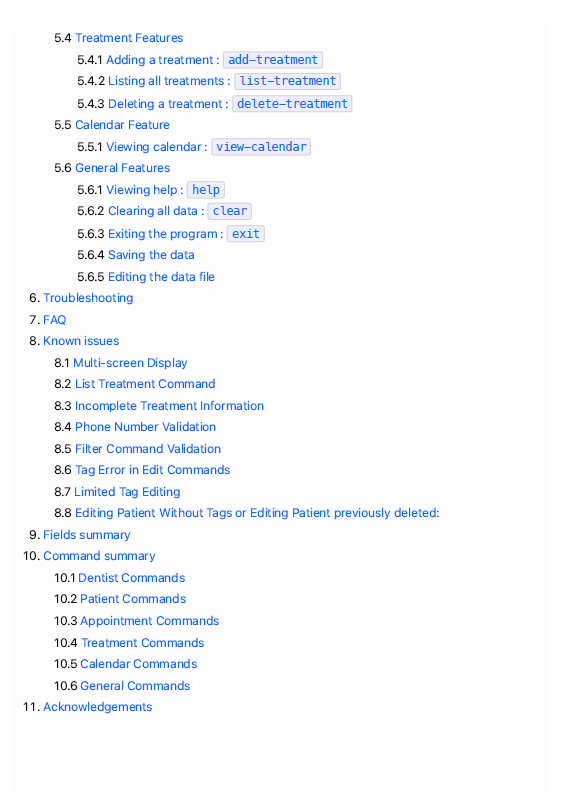 5.4 Treatment Features
5.4.1 Adding a treatment : add-treatment
5.4.2 Listing all treatments : list-treatment
5.4.3 Deleting a treatment : delete-treatment
5.5 Calendar Feature
5.5.1 Viewing calendar : view-calendar
5.6 General Features
5.6.1 Viewing help : help
5.6.2 Clearing all data : clear
5.6.3 Exiting the program : exit
5.6.4 Saving the data
5.6.5 Editing the data file
6. Troubleshooting
7. FAQ
8. Known issues
8.1 Multi-screen Display
8.2 List Treatment Command
8.3 Incomplete Treatment Information
8.4 Phone Number Validation
8.5 Filter Command Validation
8.6 Tag Error in Edit Commands
8.7 Limited Tag Editing
8.8 Editing Patient Without Tags or Editing Patient previously deleted:
9. Fields summary
10. Command summary
10.1 Dentist Commands
10.2 Patient Commands
10.3 Appointment Commands
10.4 Treatment Commands
10.5 Calendar Commands
10.6 General Commands
11. Acknowledgements